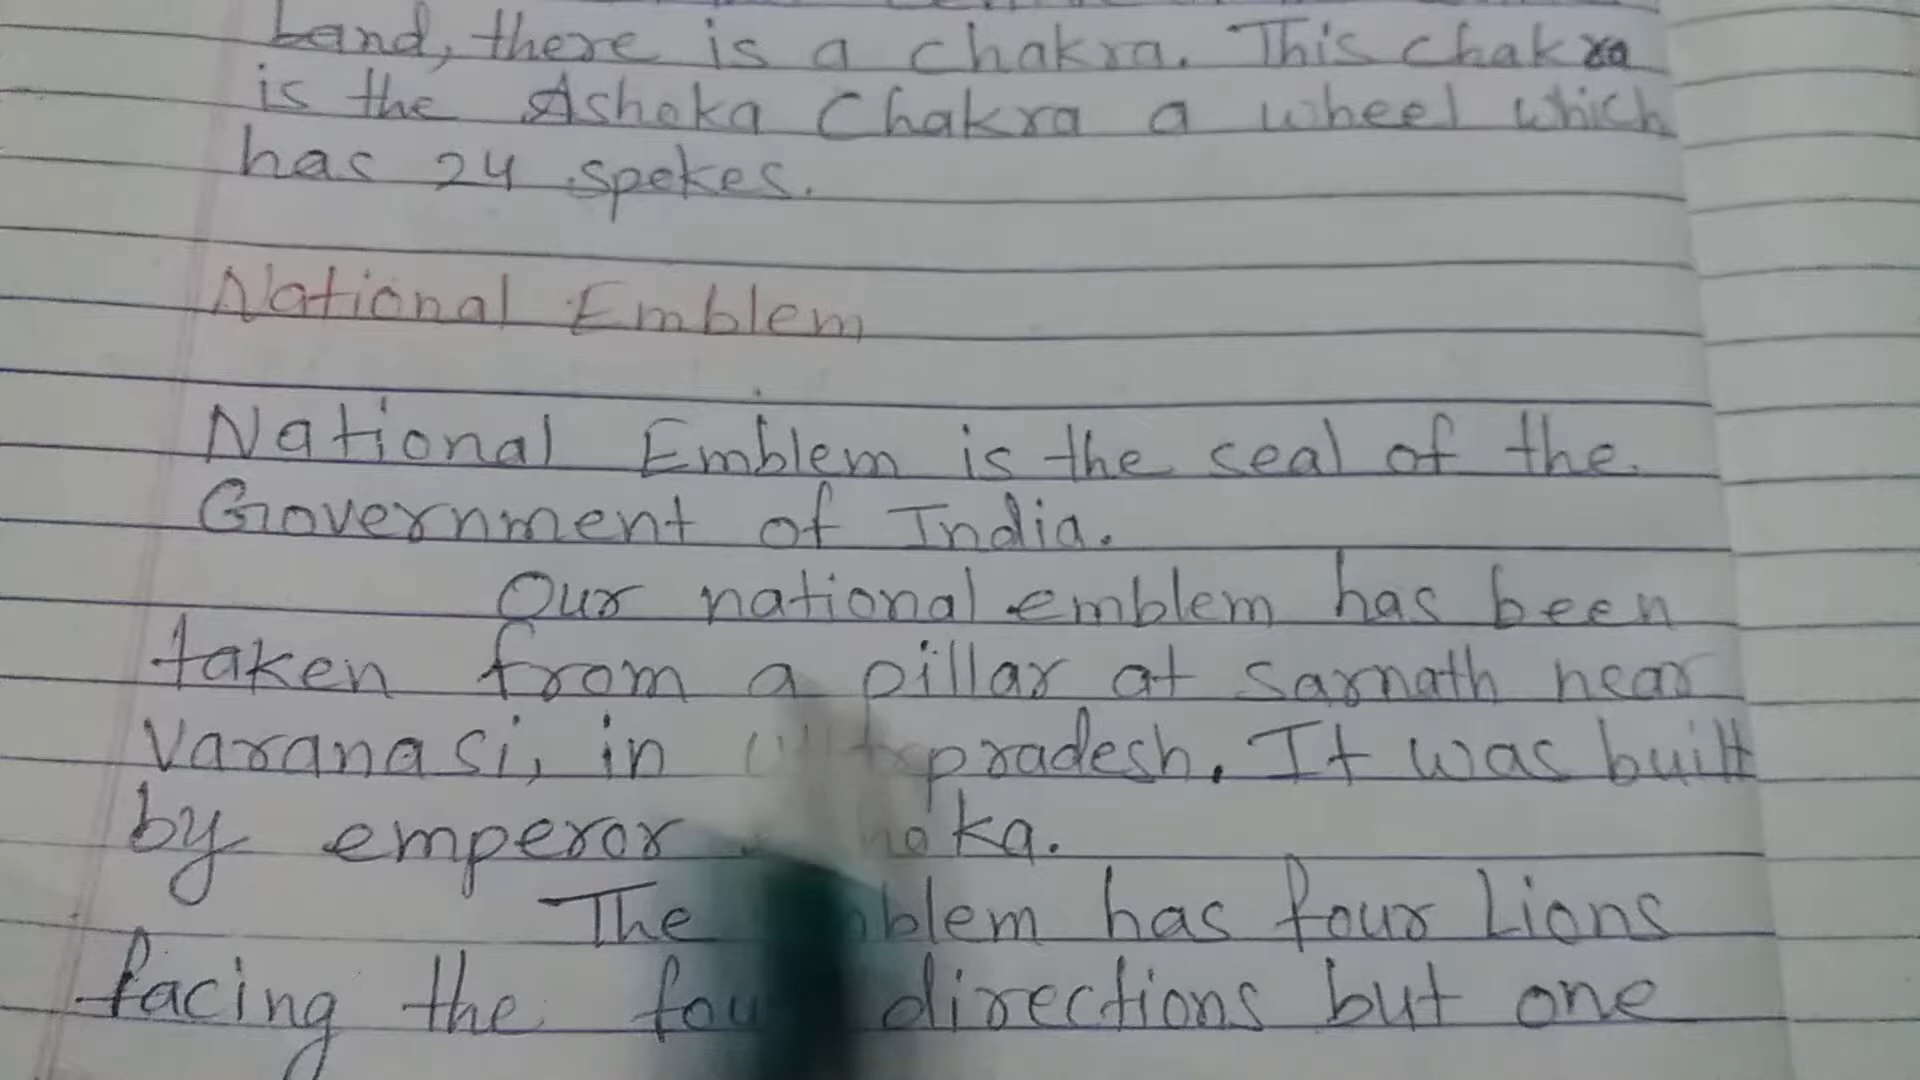 band, there is a chakra. This chakra
is the Ashoka Chakra a wheel which
has 24 spekes.
National Emblem
National Emblem is the seal of the
Government of India.
Our national emblem has been
taken from a pillar at sarnath near
Varanasi, in pradesh. It was built
by emperor
The has four Lions
facing the directions but one